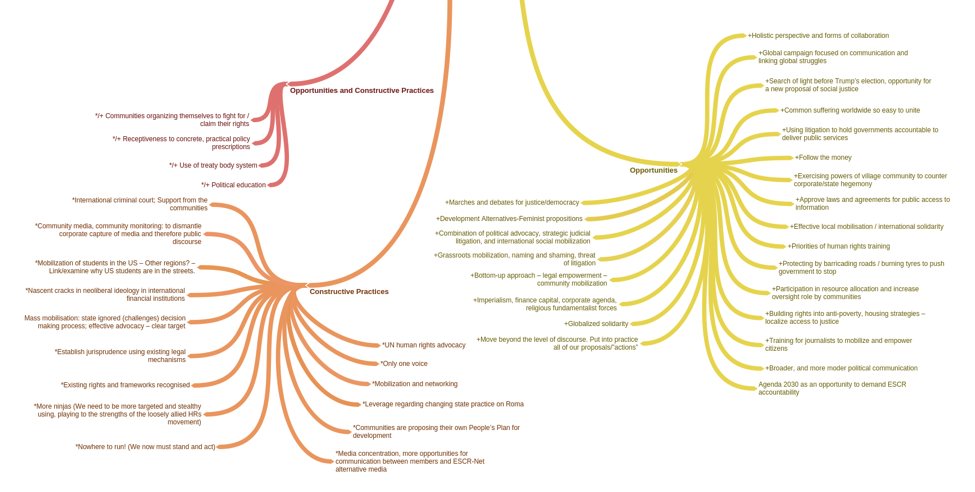 Opportunities and Constructive Practices
*/+ Communities organizing themselves to fight for /
claim their rights
*/+ Receptiveness to concrete, practical policy
prescriptions
*/+ Use of treaty body system
*/+ Political education
Constructive Practices
*International criminal court; Support from the
communities
*Community media, community monitoring: to dismantle
corporate capture of media and therefore public
discourse
*Mobilization of students in the US – Other regions? –
Link/examine why US students are in the streets.
*Nascent cracks in neoliberal ideology in international
financial institutions
Mass mobilisation: state ignored (challenges) decision
making process; effective advocacy – clear target
*Establish jurisprudence using existing legal
mechanisms
*Existing rights and frameworks recognised
*More ninjas (We need to be more targeted and stealthy
using, playing to the strengths of the loosely allied HRs
movement)
*Nowhere to run! (We now must stand and act)
*UN human rights advocacy
*Only one voice
*Mobilization and networking
*Leverage regarding changing state practice on Roma
*Communities are proposing their own People’s Plan for
development
*Media concentration, more opportunities for
communication between members and ESCR-Net
alternative media
Opportunities
+Marches and debates for justice/democracy
+Development Alternatives-Feminist propositions
+Combination of political advocacy, strategic judicial
litigation, and international social mobilization
+Grassroots mobilization, naming and shaming, threat
of litigation
+Bottom-up approach – legal empowerment –
community mobilization
+Imperialism, finance capital, corporate agenda,
religious fundamentalist forces
+Globalized solidarity
+Move beyond the level of discourse. Put into practice
all of our proposals/"actions"
+Holistic perspective and forms of collaboration
+Global campaign focused on communication and
linking global struggles
+Search of light before Trump’s election, opportunity for
a new proposal of social justice
+Common suffering worldwide so easy to unite
+Using litigation to hold governments accountable to
deliver public services
+Follow the money
+Exercising powers of village community to counter
corporate/state hegemony
+Approve laws and agreements for public access to
information
+Effective local mobilisation / international solidarity
+Priorities of human rights training
+Protecting by barricading roads / burning tyres to push
government to stop
+Participation in resource allocation and increase
oversight role by communities
+Building rights into anti-poverty, housing strategies –
localize access to justice
+Training for journalists to mobilize and empower
citizens
+Broader, and more moder political communication
Agenda 2030 as an opportunity to demand ESCR
accountability